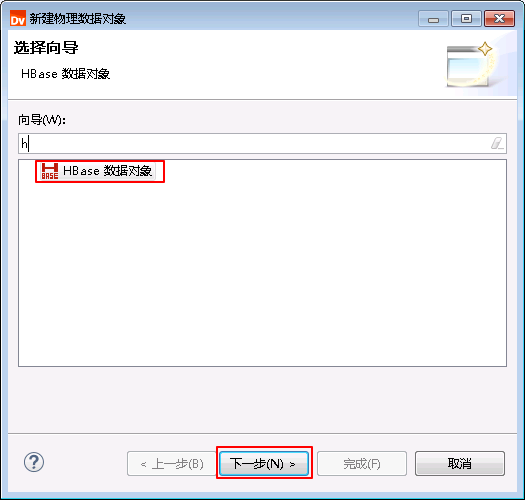 Dv 新建物理数据对象
选择向导
HBase 数据对象
向导(W):
h
BASE HBase 数据对象
? < 上一步(B) 下一步(N) > 完成(F) 取消